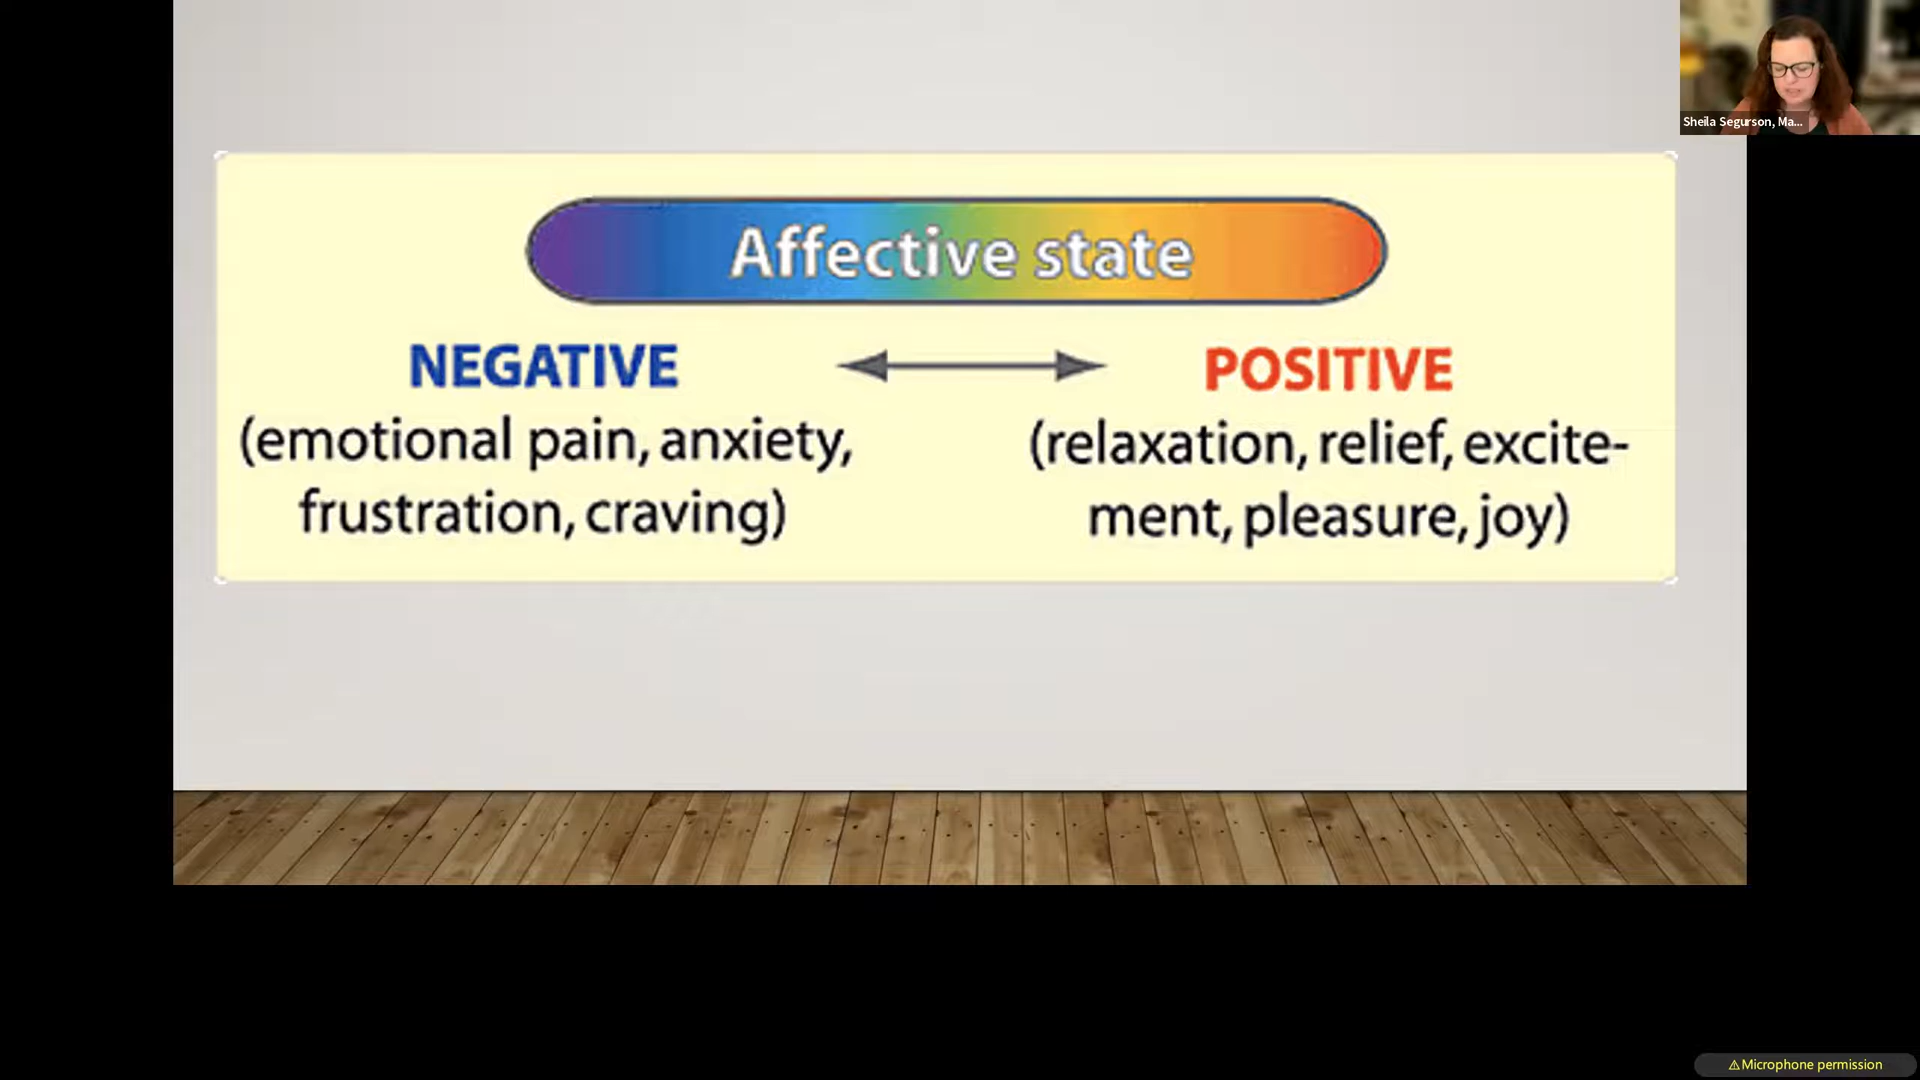 Sheila Segurson, Ma...
Affective state
NEGATIVE
(emotional pain, anxiety,
frustration, craving)
POSITIVE
(relaxation, relief, excite-
ment, pleasure, joy)
⚠Microphone permission